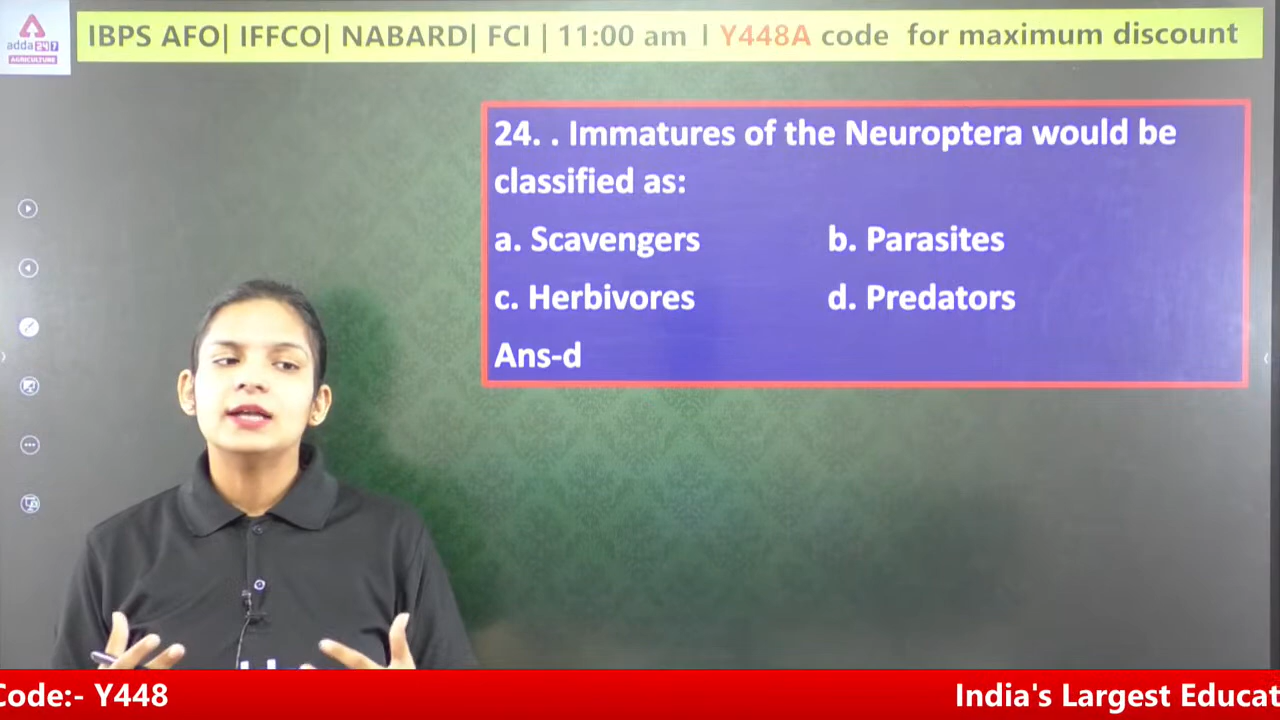 adda247
AGRICULTURE
IBPS AFO| IFFCO| NABARD| FCI | 11:00 am I Y448A code for maximum discount
24. . Immatures of the Neuroptera would be
classified as:
a. Scavengers b. Parasites
c. Herbivores d. Predators
Ans-d
Code:- Y448 India's Largest Educat